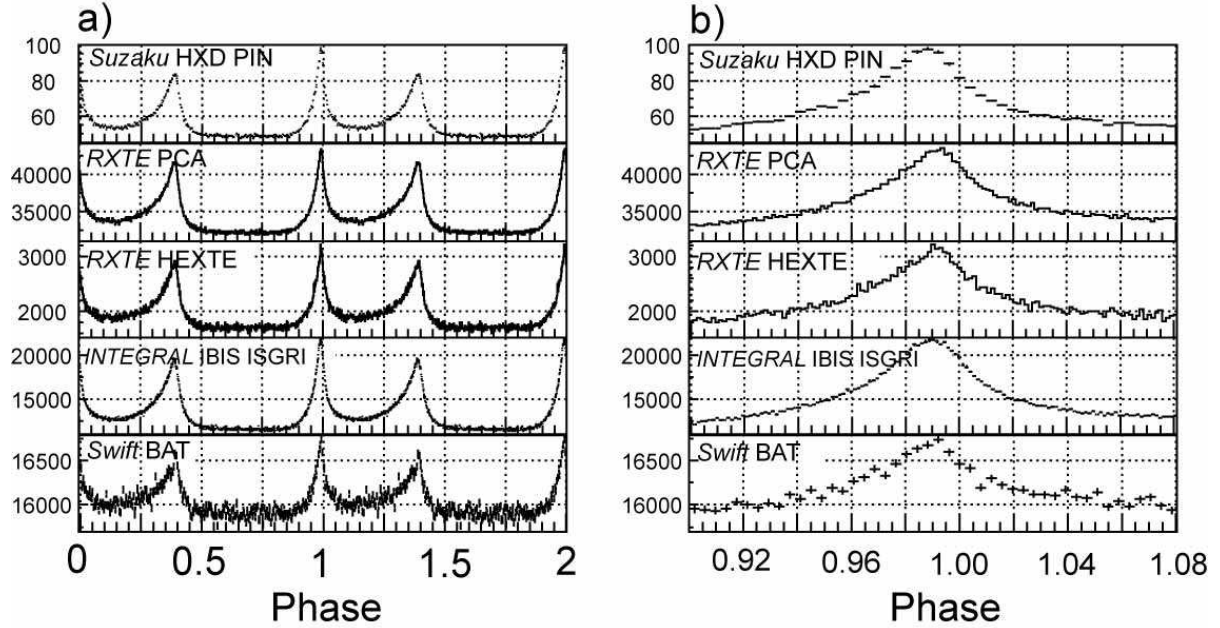 a)
Suzaku HXD PIN
100
80
60
RXTE PCA
40000
35000
RXTE HEXTE
3000
2000
INTEGRAL IBIS ISGRI
20000
15000
Swift BAT
16500
16000
0 0.5 1 1.5 2
Phase
b)
Suzaku HXD PIN
100
80
60
RXTE PCA
40000
35000
RXTE HEXTE
3000
2000
INTEGRAL IBIS ISGRI
20000
15000
Swift BAT
16500
16000
0.92 0.96 1.00 1.04 1.08
Phase